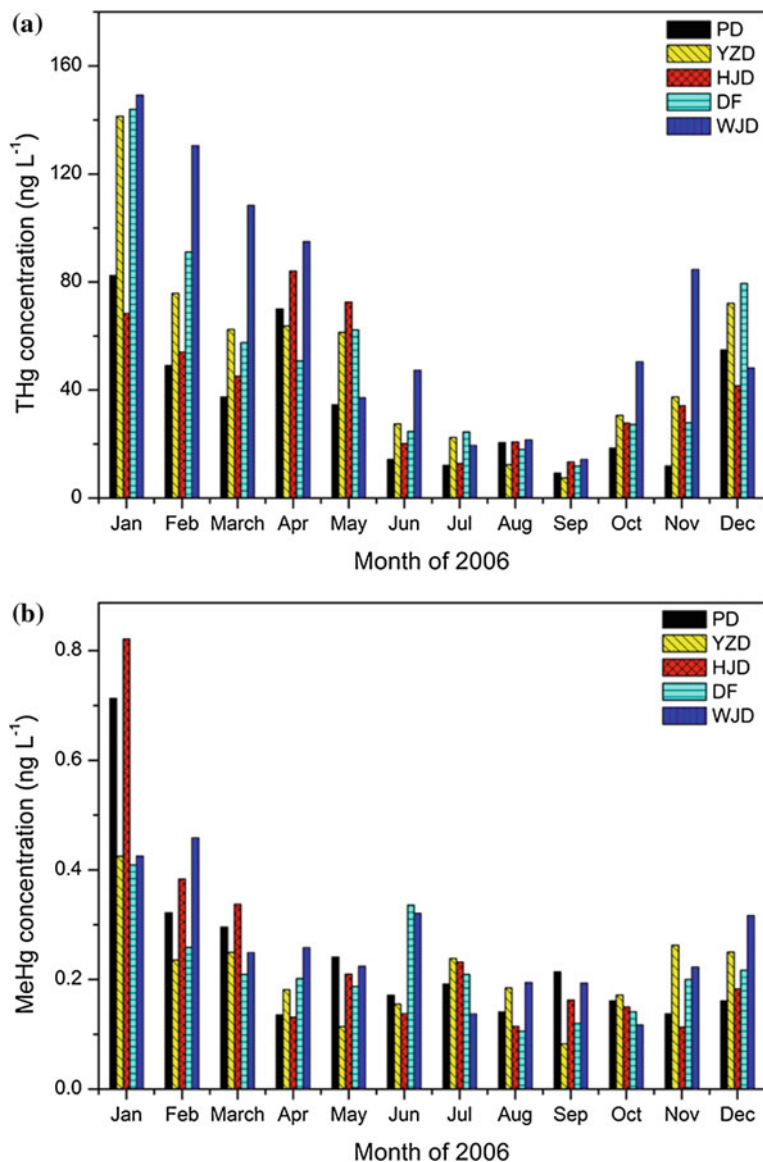 (a)
THg concentration (ng L⁻¹)
160
120
80
40
0
PD
YZD
HJD
DF
WJD
Jan Feb March Apr May Jun Jul Aug Sep Oct Nov Dec
Month of 2006
(b)
MeHg concentration (ng L⁻¹)
0.8
0.6
0.4
0.2
0.0
PD
YZD
HJD
DF
WJD
Jan Feb March Apr May Jun Jul Aug Sep Oct Nov Dec
Month of 2006